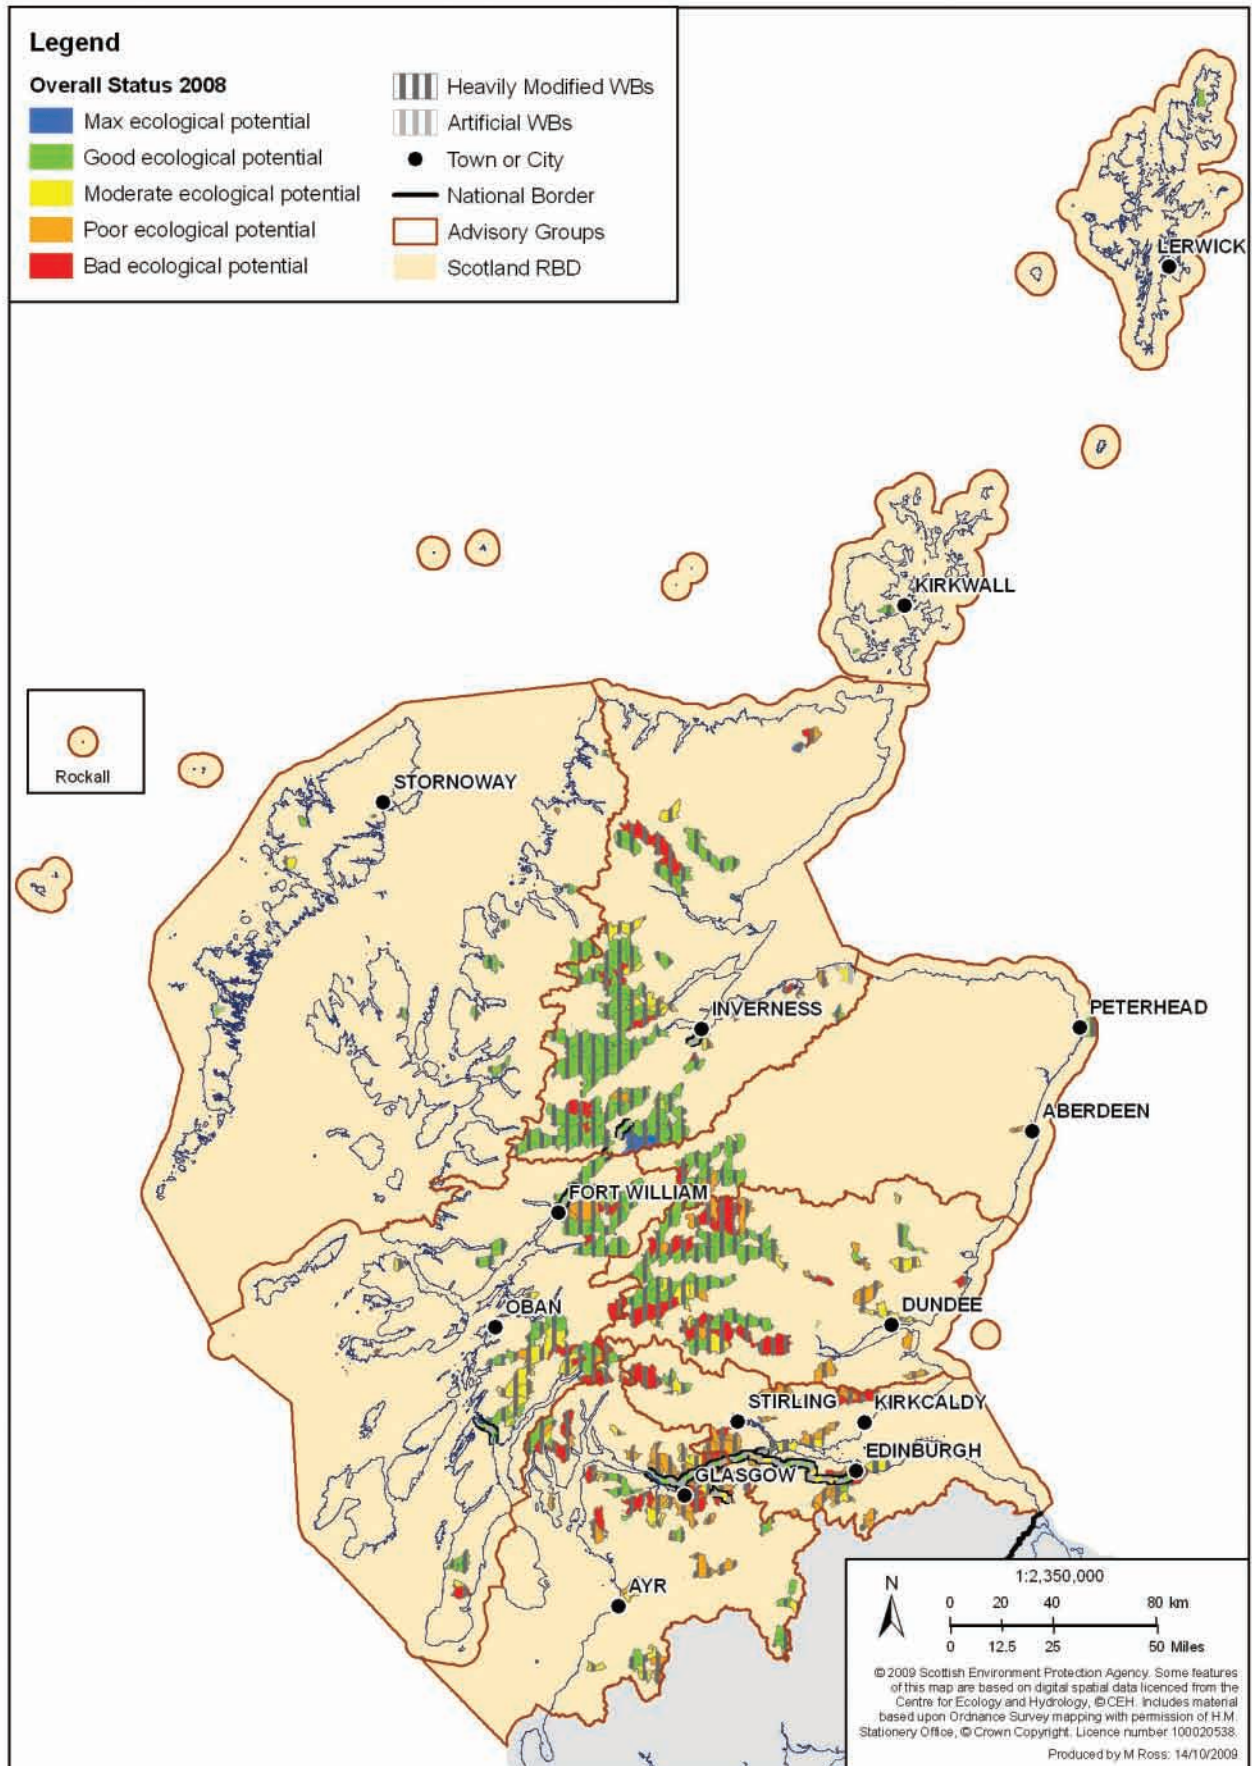 Legend
Overall Status 2008
Max ecological potential
Good ecological potential
Moderate ecological potential
Poor ecological potential
Bad ecological potential
Heavily Modified WBs
Artificial WBs
Town or City
National Border
Advisory Groups
Scotland RBD
LERWICK
KIRKWALL
Rockall
STORNOWAY
INVERNESS
PETERHEAD
ABERDEEN
FORT WILLIAM
OBAN
DUNDEE
STIRLING
KIRKCALDY
EDINBURGH
GLASGOW
AYR
N
1:2,350,000
0 20 40 80 km
0 12.5 25 50 Miles
© 2009 Scottish Environment Protection Agency. Some features
of this map are based on digital spatial data licenced from the
Centre for Ecology and Hydrology, © CEH. Includes material
based upon Ordnance Survey mapping with permission of H.M.
Stationery Office, © Crown Copyright. Licence number 100020538.
Produced by M Ross: 14/10/2009